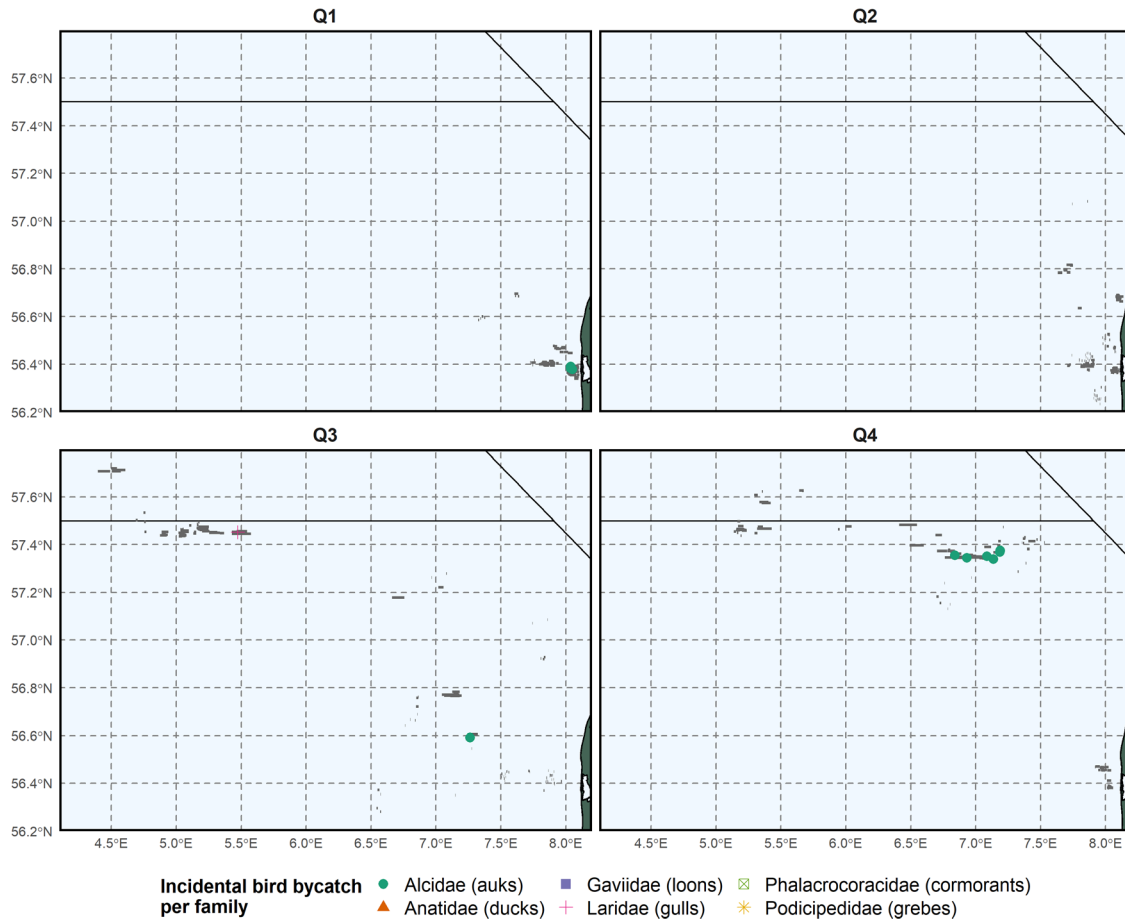 Q1
Q2
57.6°N
57.4°N
57.2°N
57.0°N
56.8°N
56.6°N
56.4°N
56.2°N
Q3
Q4
57.6°N
57.4°N
57.2°N
57.0°N
56.8°N
56.6°N
56.4°N
56.2°N
4.5°E 5.0°E 5.5°E 6.0°E 6.5°E 7.0°E 7.5°E 8.0°E
4.5°E 5.0°E 5.5°E 6.0°E 6.5°E 7.0°E 7.5°E 8.0°E
Incidental bird bycatch
per family
Alcidae (auks)
Gaviidae (loons)
Phalacrocoracidae (cormorants)
Anatidae (ducks)
Laridae (gulls)
Podicipedidae (grebes)